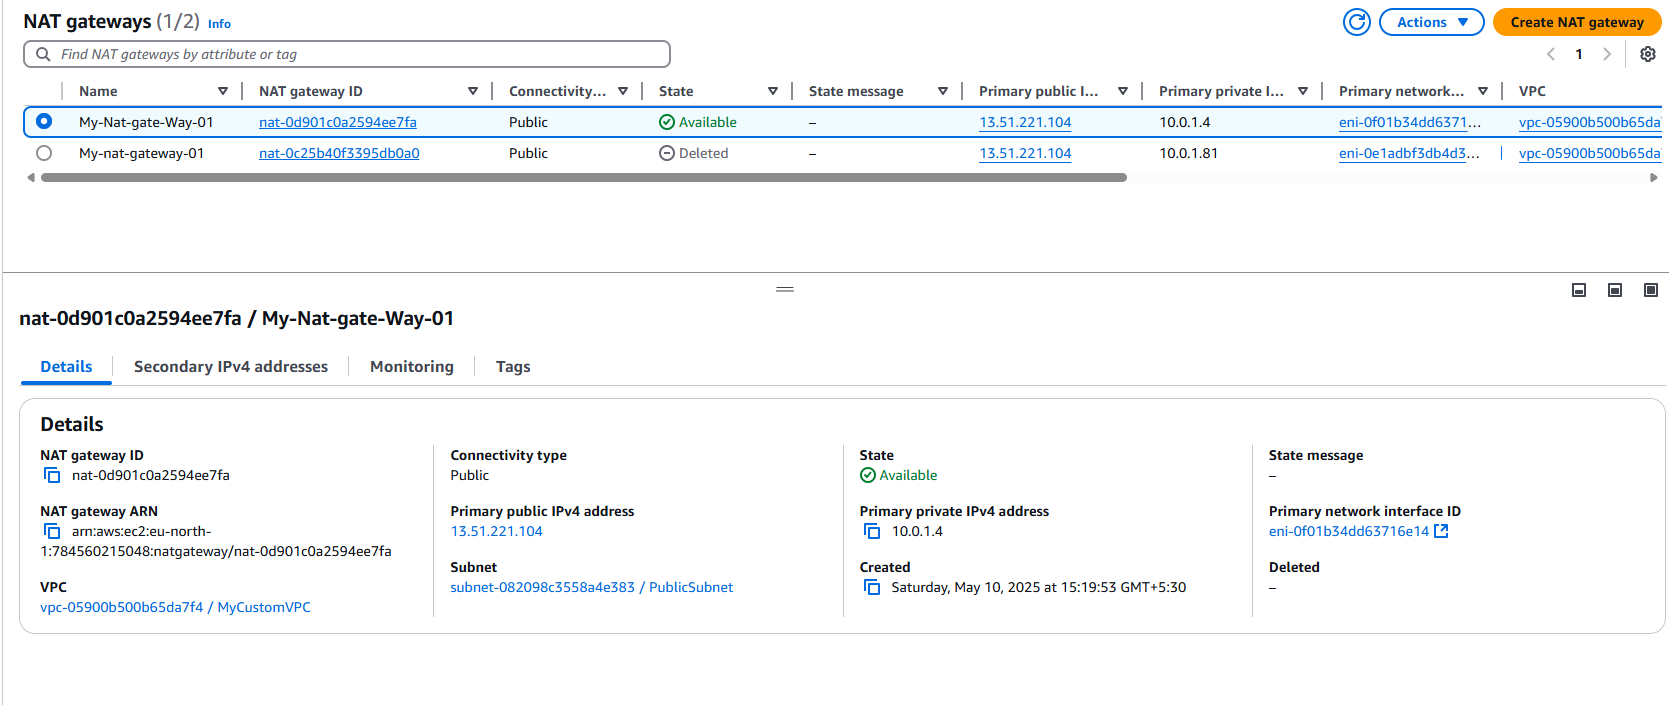 NAT gateways (1/2) Info
Actions
Create NAT gateway
Find NAT gateways by attribute or tag
1
Name NAT gateway ID Connectivity... State State message Primary public I... Primary private I... Primary network... VPC
My-Nat-gate-Way-01 nat-0d901c0a2594ee7fa Public Available – 13.51.221.104 10.0.1.4 eni-0f01b34dd6371... vpc-05900b500b65da
My-nat-gateway-01 nat-0c25b40f3395db0a0 Public Deleted – 13.51.221.104 10.0.1.81 eni-0e1adbf3db4d3... vpc-05900b500b65da
nat-0d901c0a2594ee7fa / My-Nat-gate-Way-01
Details Secondary IPv4 addresses Monitoring Tags
Details
NAT gateway ID
nat-0d901c0a2594ee7fa
NAT gateway ARN
arn:aws:ec2:eu-north-
1:784560215048:natgateway/nat-0d901c0a2594ee7fa
VPC
vpc-05900b500b65da7f4 / MyCustomVPC
Connectivity type
Public
Primary public IPv4 address
13.51.221.104
Subnet
subnet-082098c3558a4e383 / PublicSubnet
State
Available
Primary private IPv4 address
10.0.1.4
Created
Saturday, May 10, 2025 at 15:19:53 GMT+5:30
State message
–
Primary network interface ID
eni-0f01b34dd63716e14
Deleted
–